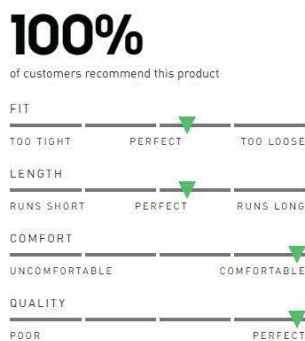 100%
of customers recommend this product
FIT
TOO TIGHT PERFECT TOO LOOSE
LENGTH
RUNS SHORT PERFECT RUNS LONG
COMFORT
UNCOMFORTABLE COMFORTABLE
QUALITY
POOR PERFECT